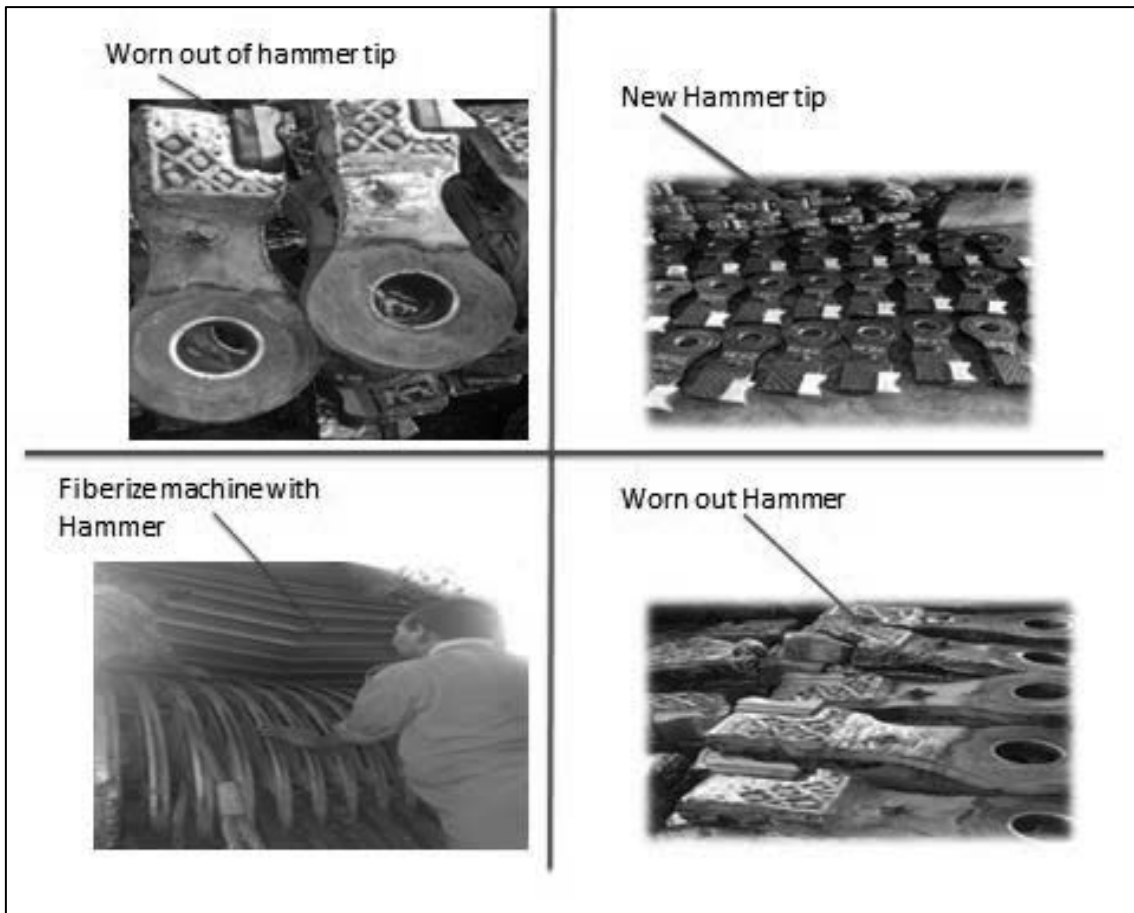 Worn out of hammer tip
New Hammer tip
Fiberize machine with
Hammer
Worn out Hammer